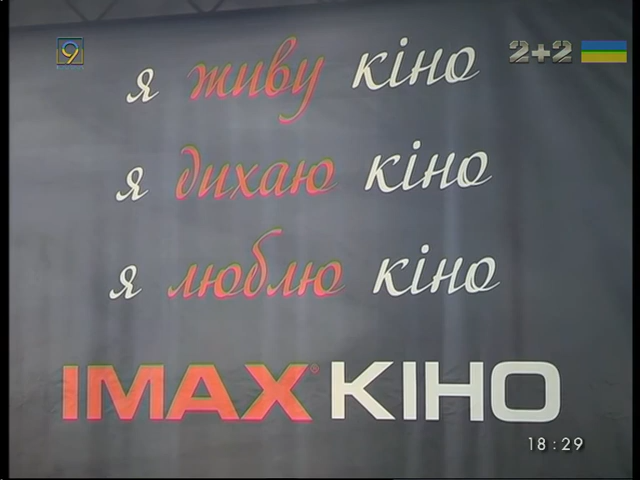 9
2+2
я живу кіно
я дихаю кіно
я люблю кіно
IMAX® КІНО
18:29